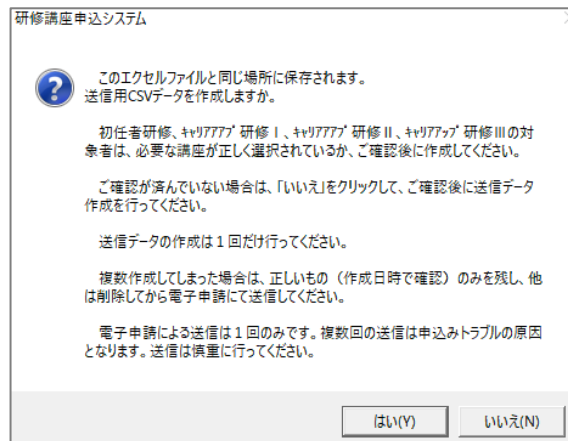 研修講座申込システム
このエクセルファイルと同じ場所に保存されます。
送信用CSVデータを作成しますか。
初任者研修、ｷｬﾘｱｱｱﾌﾟ研修Ⅰ、ｷｬﾘｱｱｱﾌﾟ研修Ⅱ、ｷｬﾘｱｱｯﾌﾟ研修Ⅲの対
象者は、必要な講座が正しく選択されているか、ご確認後に作成してください。
ご確認が済んでいない場合は、「いいえ」をクリックして、ご確認後に送信データ
作成を行ってください。
送信データの作成は１回だけ行ってください。
複数作成してしまった場合は、正しいもの（作成日時で確認）のみを残し、他
は削除してから電子申請にて送信してください。
電子申請による送信は１回のみです。複数回の送信は申込みトラブルの原因
となります。送信は慎重に行ってください。
はい(Y)
いいえ(N)